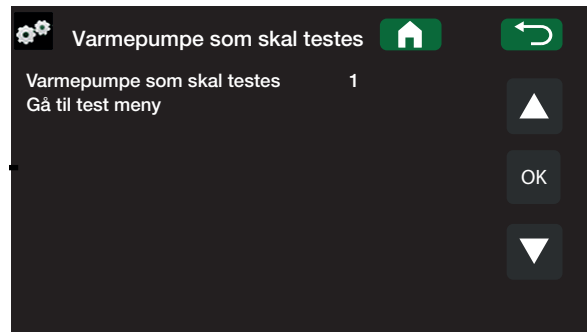 Varmepumpe som skal testes
Varmepumpe som skal testes 1
Gå til test meny
OK